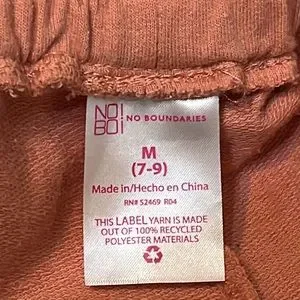 NO
BO
NO BOUNDARIES
M
(7-9)
Made in/Hecho en China
RN# 52469 R04
THIS LABEL YARN IS MADE
OUT OF 100% RECYCLED
POLYESTER MATERIALS